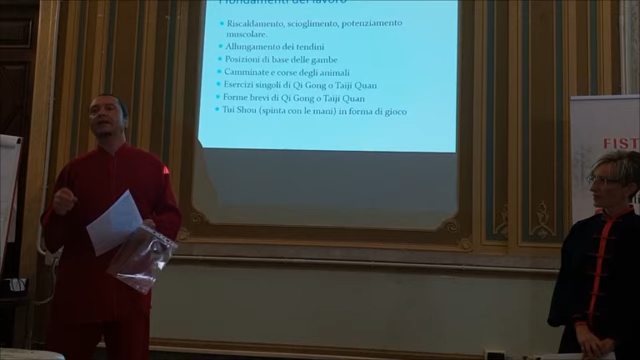 I fondamenti del lavoro
• Riscaldamento, scioglimento, potenziamento
muscolare.
• Allungamento dei tendini
• Posizioni di base delle gambe
• Camminate e corse degli animali
• Esercizi singoli di Qi Gong o Taiji Quan
• Forme brevi di Qi Gong o Taiji Quan
• Tui Shou (spinta con le mani) in forma di gioco
FIST